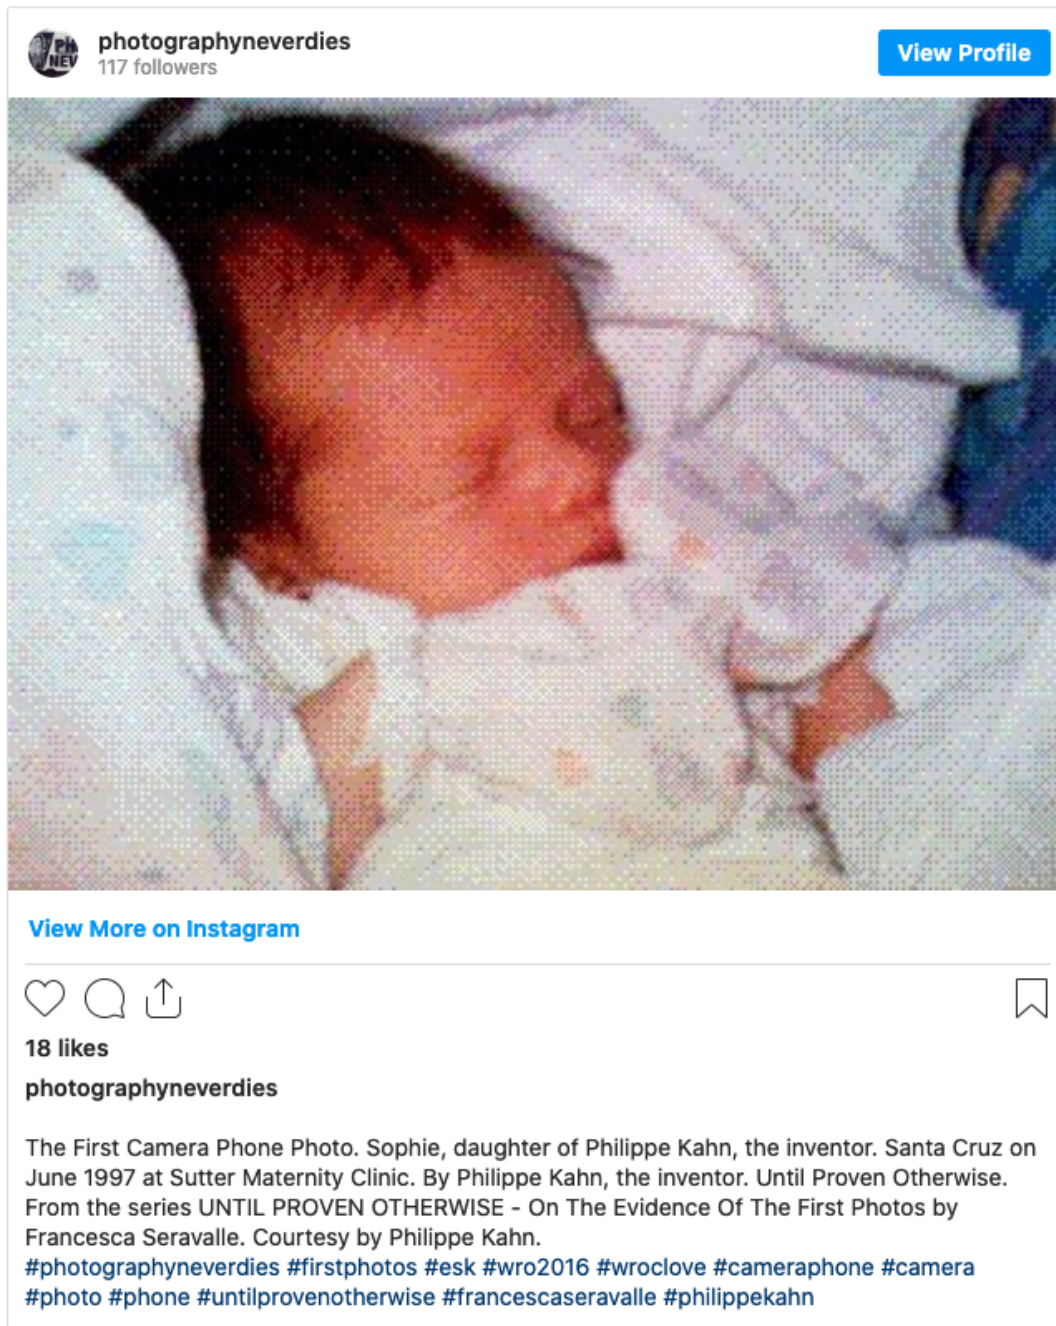 PH
NEV
photographyneverdies
117 followers
View Profile
View More on Instagram
18 likes
photographyneverdies
The First Camera Phone Photo. Sophie, daughter of Philippe Kahn, the inventor. Santa Cruz on
June 1997 at Sutter Maternity Clinic. By Philippe Kahn, the inventor. Until Proven Otherwise.
From the series UNTIL PROVEN OTHERWISE - On The Evidence Of The First Photos by
Francesca Seravalle. Courtesy by Philippe Kahn.
#photographyneverdies #firstphotos #esk #wro2016 #wroclove #cameraphone #camera
#photo #phone #untilprovenotherwise #francescaseravalle #philippekahn